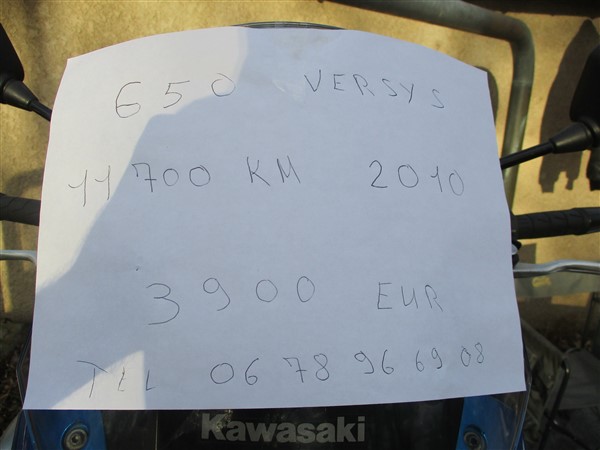 650 VERSYS
11700 KM 2010
3900 EUR
TEL 06 78 96 69 08
Kawasaki